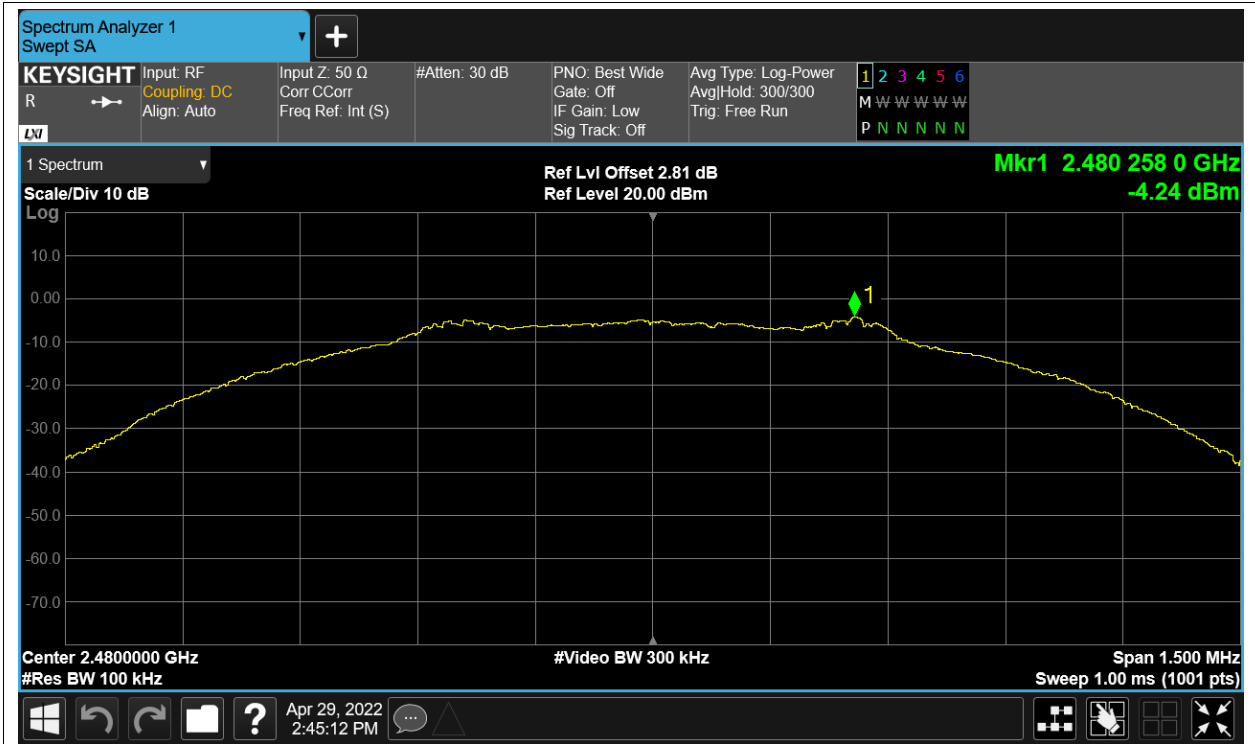 Spectrum Analyzer 1
Swept SA
KEYSIGHT
R
LXI
Input: RF
Coupling: DC
Align: Auto
Input Z: 50 Ω
Corr CCorr
Freq Ref: Int (S)
#Atten: 30 dB
PNO: Best Wide
Gate: Off
IF Gain: Low
Sig Track: Off
Avg Type: Log-Power
Avg|Hold: 300/300
Trig: Free Run
1 2 3 4 5 6
M W W W W W
P N N N N N
1 Spectrum
Scale/Div 10 dB
Log
Ref Lvl Offset 2.81 dB
Ref Level 20.00 dBm
Mkr1 2.480 258 0 GHz
-4.24 dBm
10.0
0.00
1
-10.0
-20.0
-30.0
-40.0
-50.0
-60.0
-70.0
Center 2.4800000 GHz
#Res BW 100 kHz
#Video BW 300 kHz
Span 1.500 MHz
Sweep 1.00 ms (1001 pts)
?
Apr 29, 2022
2:45:12 PM